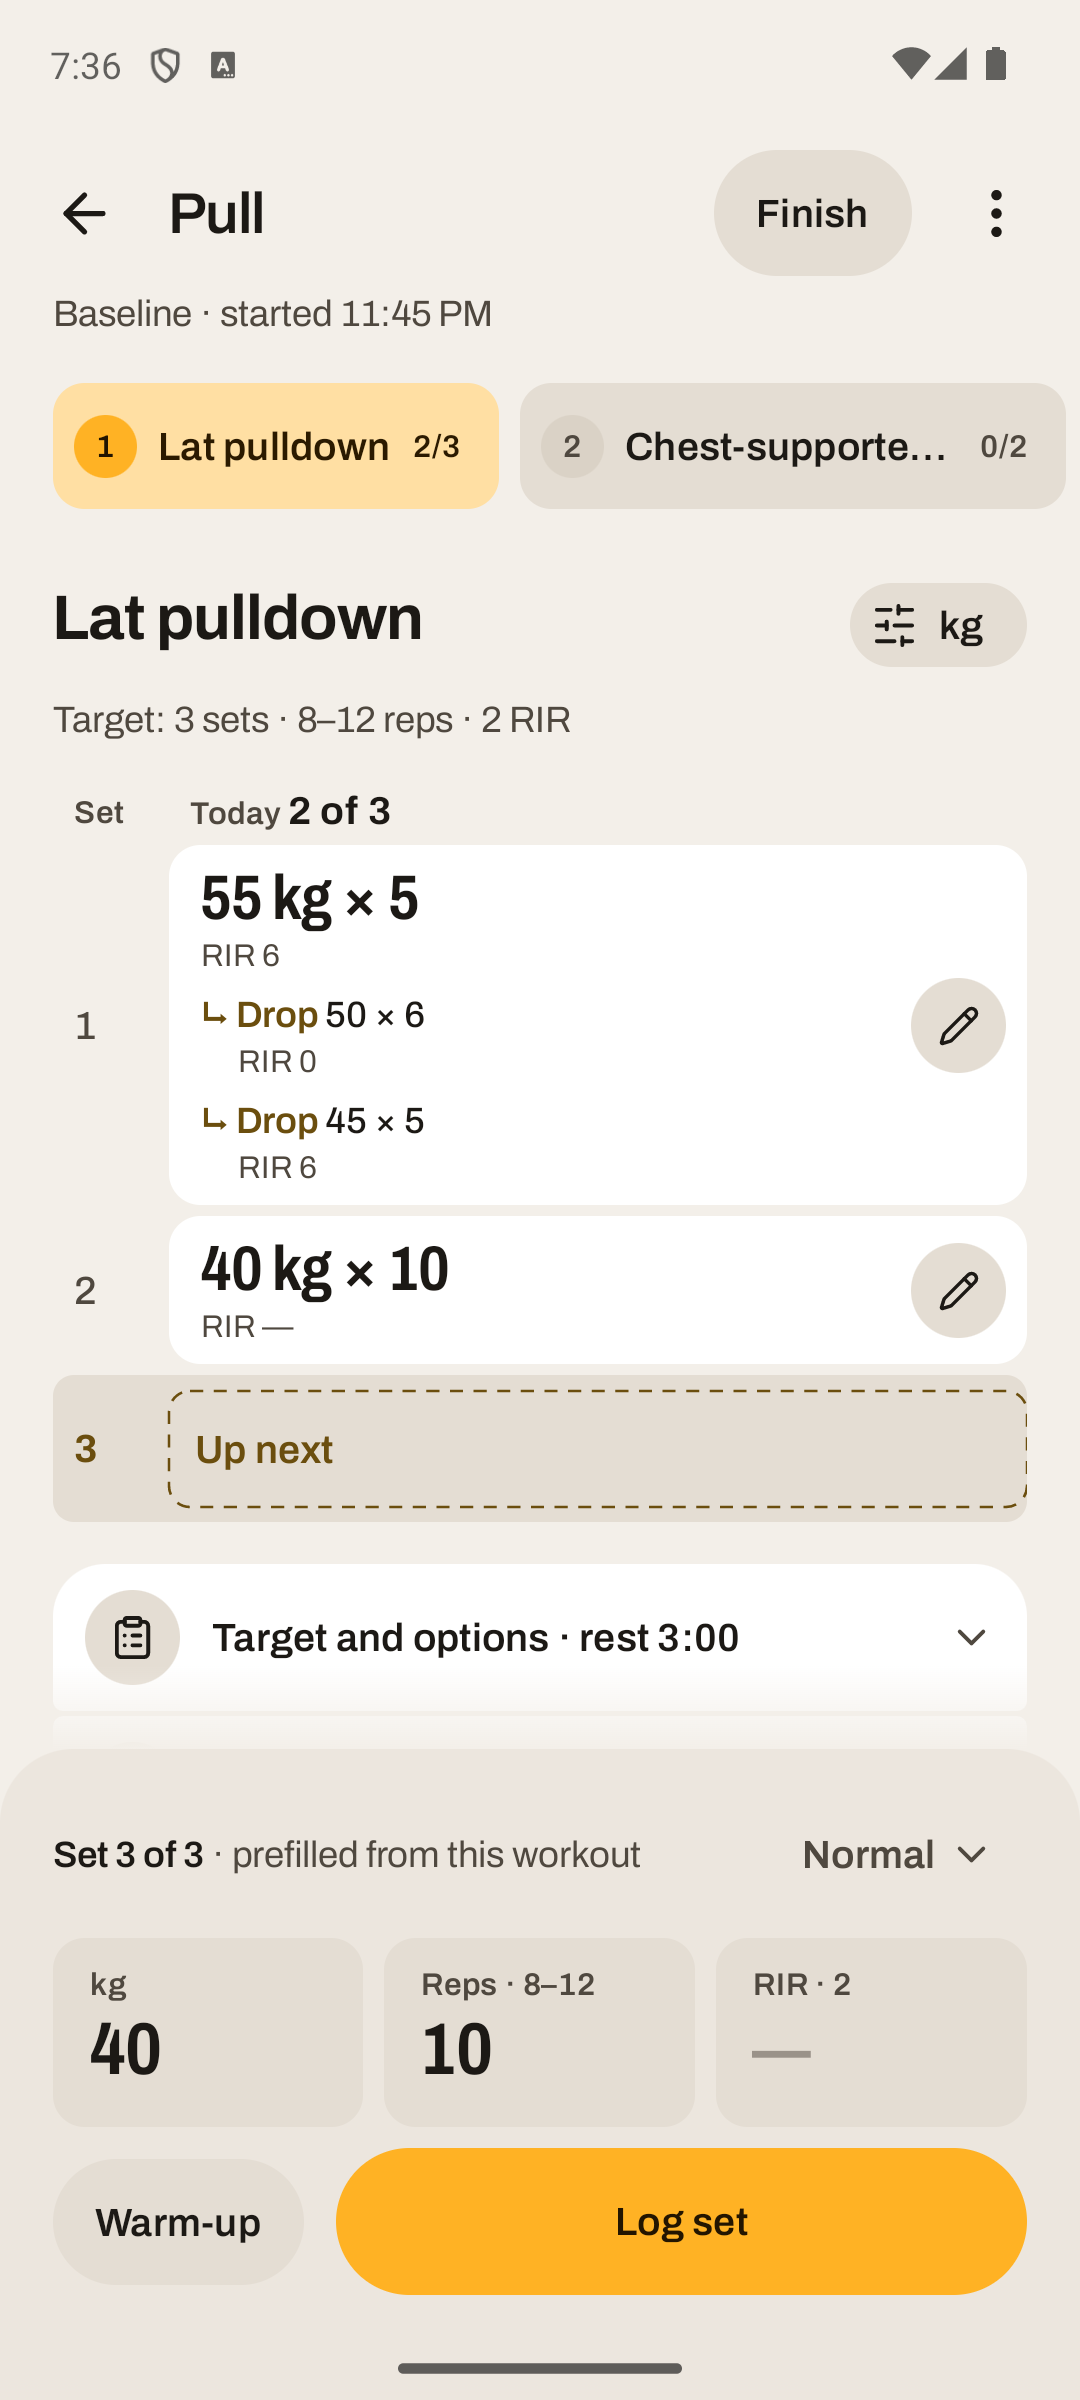 7:36
Pull
Finish
Baseline · started 11:45 PM
1 Lat pulldown 2/3
2 Chest-supporte... 0/2
Lat pulldown
kg
Target: 3 sets · 8–12 reps · 2 RIR
Set Today 2 of 3
1
55 kg × 5
RIR 6
Drop 50 × 6
RIR 0
Drop 45 × 5
RIR 6
2
40 kg × 10
RIR —
3 Up next
Target and options · rest 3:00
Set 3 of 3 · prefilled from this workout
Normal
kg
40
Reps · 8–12
10
RIR · 2
—
Warm-up
Log set